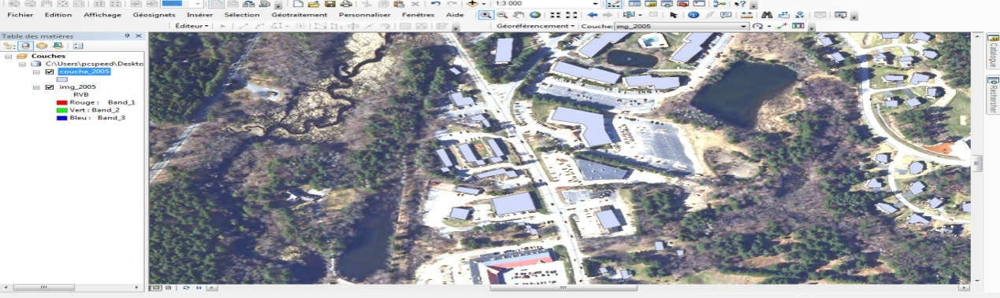 1:3 000
Fichier Edition Affichage Géosignets Insérer Sélection Géotraitement Personnaliser Fenêtres Aide
Éditeur Géoréférencement Couche: img_2005
Table des matières
Couches
C:\Users\pcspeed\Deskto
couche_2005
img_2005
RVB
Rouge : Band_1
Vert : Band_2
Bleu : Band_3
Catalogue
Rechercher